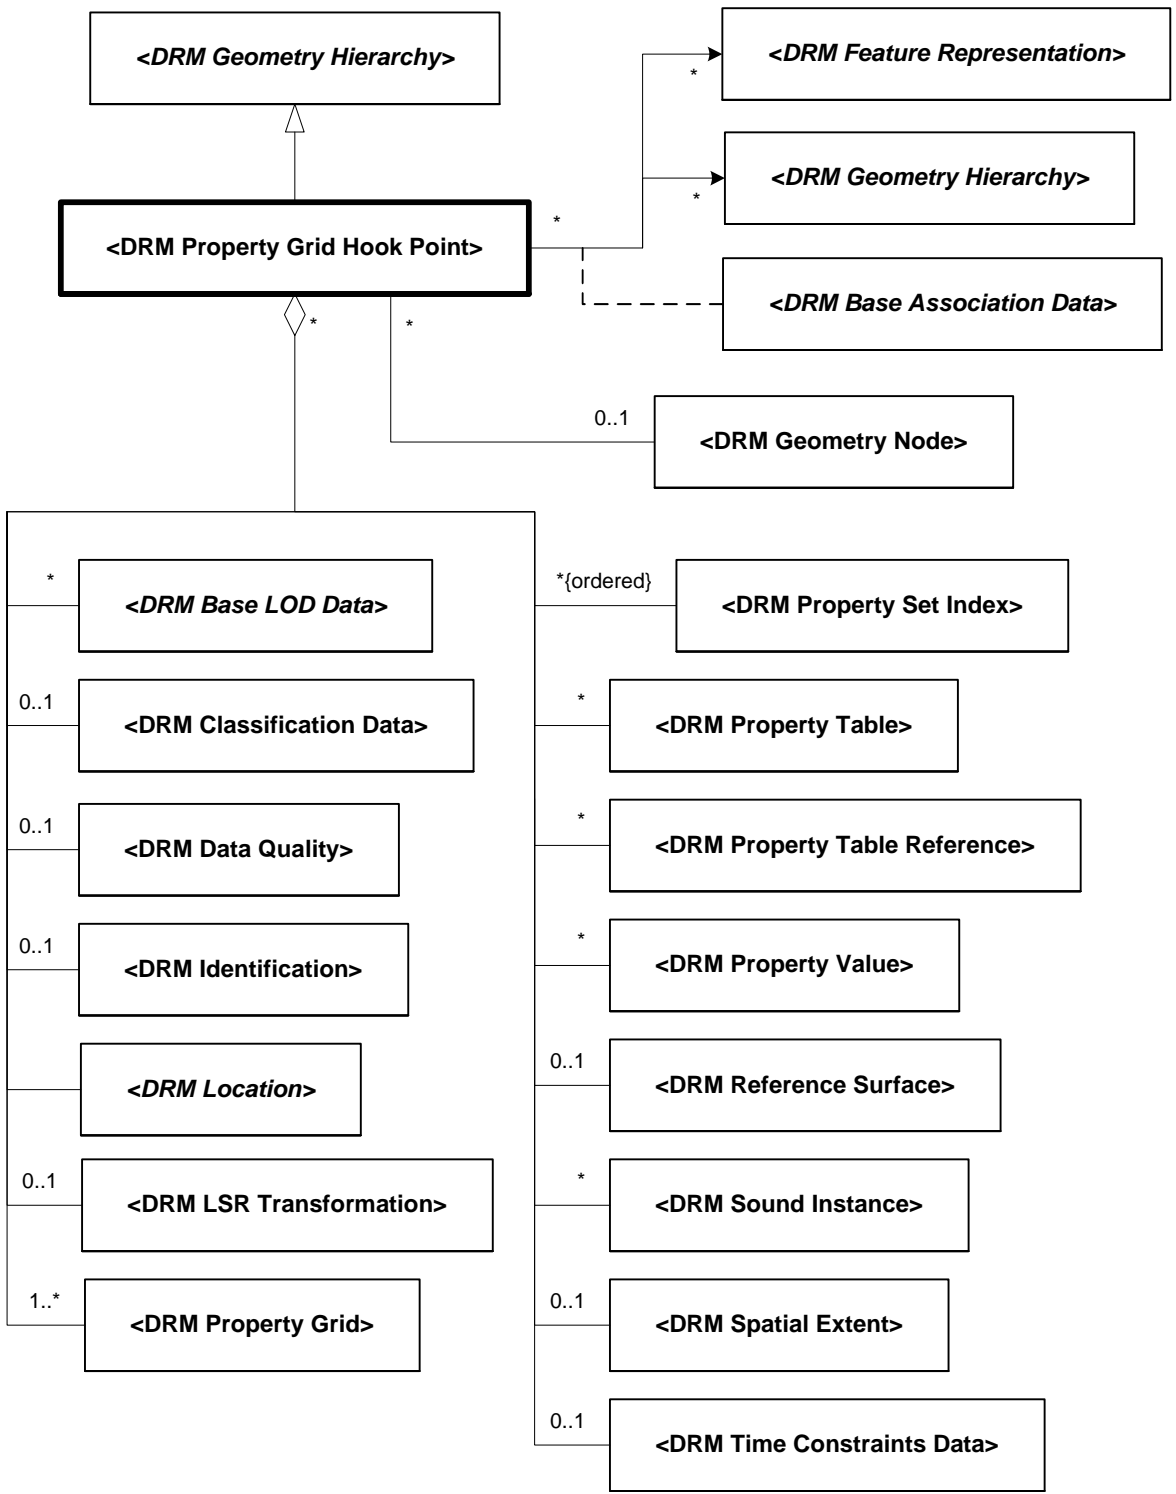 <DRM Geometry Hierarchy>
<DRM Feature Representation>
*
<DRM Geometry Hierarchy>
*
<DRM Property Grid Hook Point>
*
<DRM Base Association Data>
*
*
0..1
<DRM Geometry Node>
*
<DRM Base LOD Data>
0..1
<DRM Classification Data>
0..1
<DRM Data Quality>
0..1
<DRM Identification>
<DRM Location>
0..1
<DRM LSR Transformation>
1..*
<DRM Property Grid>
*{ordered}
<DRM Property Set Index>
*
<DRM Property Table>
*
<DRM Property Table Reference>
*
<DRM Property Value>
0..1
<DRM Reference Surface>
*
<DRM Sound Instance>
0..1
<DRM Spatial Extent>
0..1
<DRM Time Constraints Data>